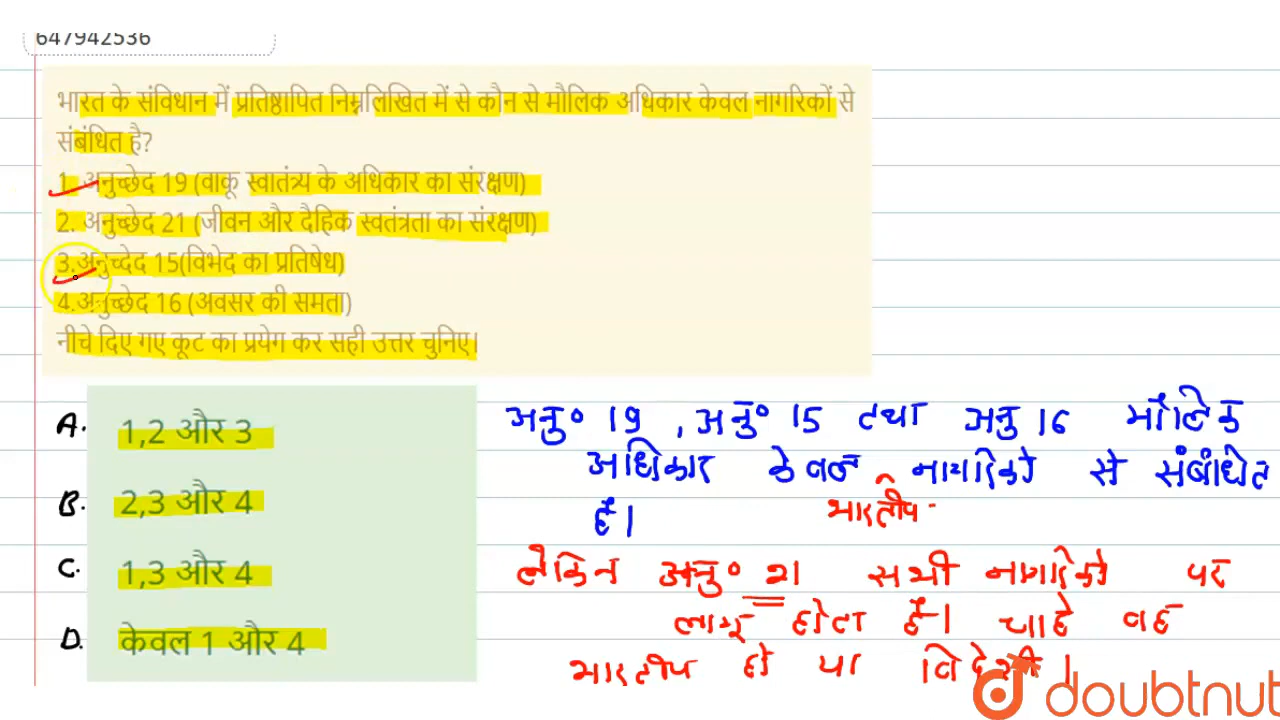 647942536
भारत के संविधान में प्रतिष्ठापित निम्नलिखित में से कौन से मौलिक अधिकार केवल नागरिकों से
संबंधित है?
1. अनुच्छेद 19 (वाकू स्वातंत्र्य के अधिकार का संरक्षण)
2. अनुच्छेद 21 (जीवन और दैहिक स्वतंत्रता का संरक्षण)
3.अनुच्देद 15(विभेद का प्रतिषेध)
4.अनुच्छेद 16 (अवसर की समता)
नीचे दिए गए कूट का प्रयेग कर सही उत्तर चुनिए।
A. 1,2 और 3
B. 2,3 और 4
C. 1,3 और 4
D. केवल 1 और 4
अनु० 19 , अनु० 15 तथा अनु 16 मौलिक
अधिकार केवल नागरिको से संबंधित
है।
भारतीय
लेकिन अनु० 21 सभी नागरिको पर
लागू होता है। चाहे वह
भारतीय हो या विदेशी।
doubtnut